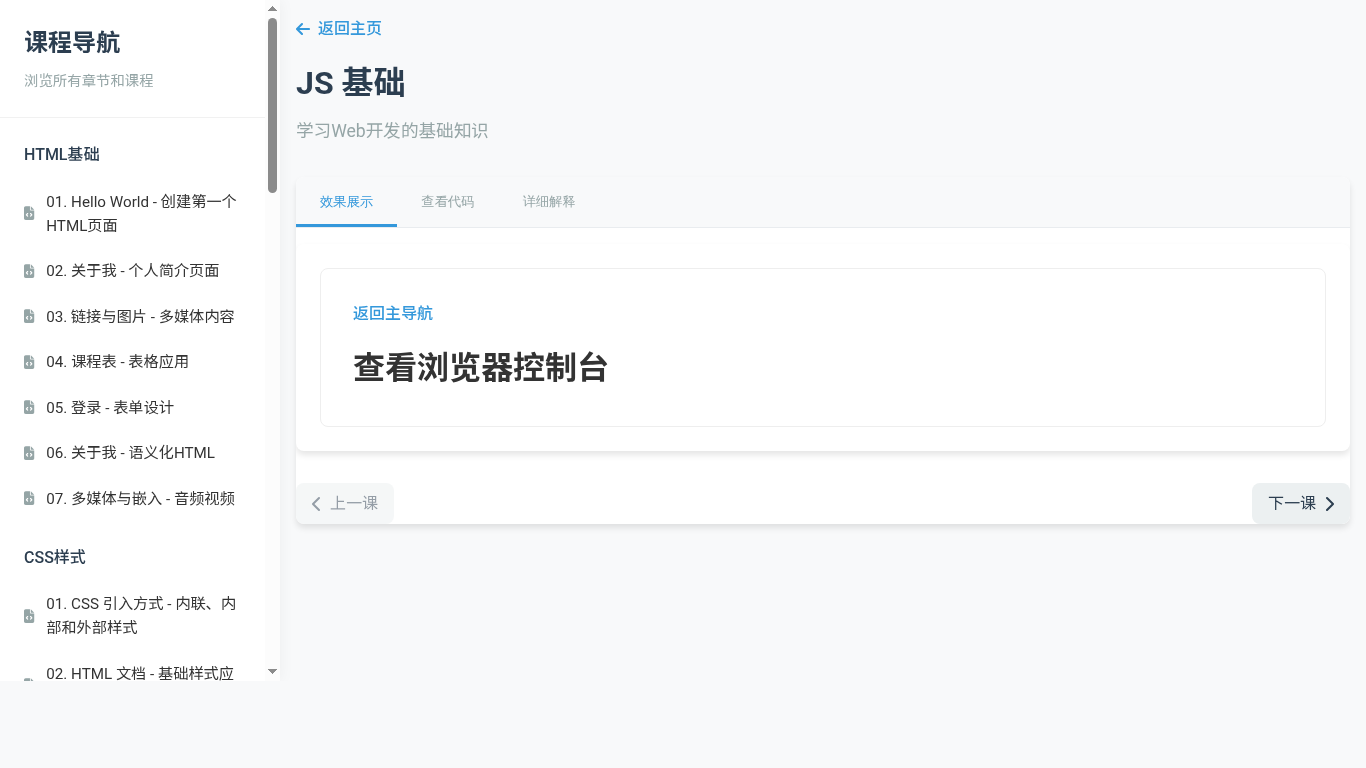 课程导航
浏览所有章节和课程
HTML基础
01. Hello World - 创建第一个
HTML页面
02. 关于我 - 个人简介页面
03. 链接与图片 - 多媒体内容
04. 课程表 - 表格应用
05. 登录 - 表单设计
06. 关于我 - 语义化HTML
07. 多媒体与嵌入 - 音频视频
CSS样式
01. CSS 引入方式 - 内联、内
部和外部样式
02. HTML 文档 - 基础样式应
返回主页
JS 基础
学习Web开发的基础知识
效果展示
查看代码
详细解释
返回主导航
查看浏览器控制台
上一课
下一课